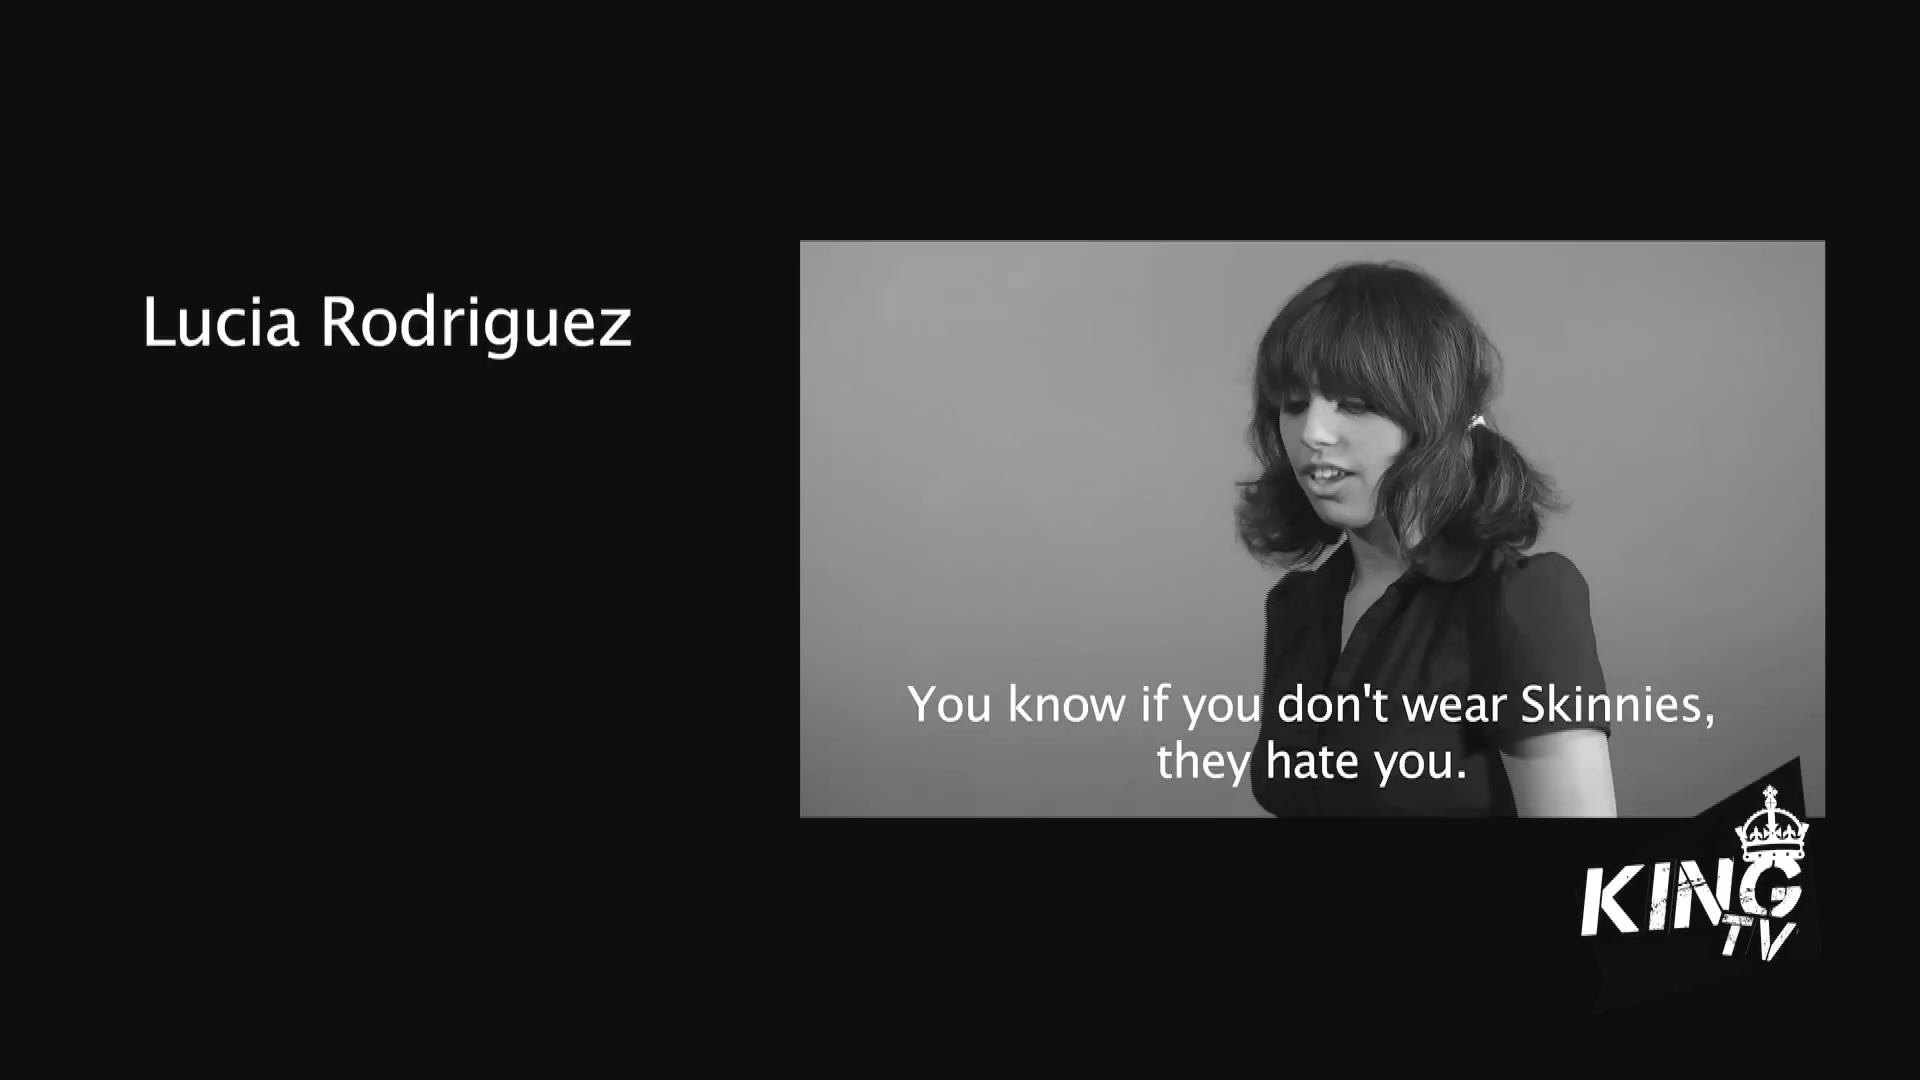 Lucia Rodriguez
You know if you don't wear Skinnies,
they hate you.
KING
TV